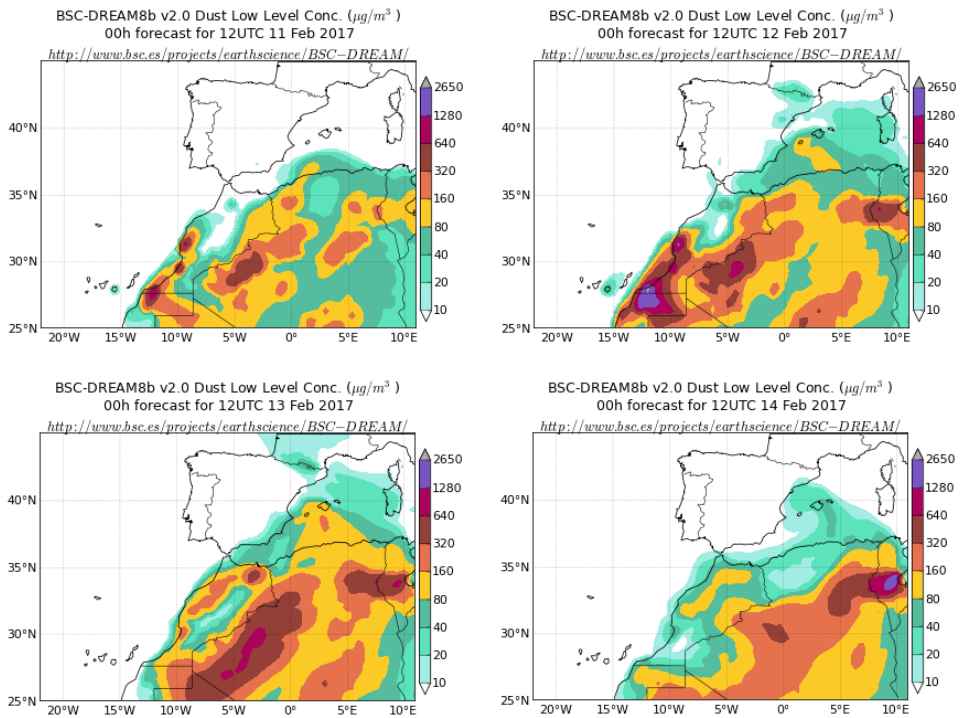 BSC-DREAM8b v2.0 Dust Low Level Conc. (μg/m³ )
00h forecast for 12UTC 11 Feb 2017
http://www.bsc.es/projects/earthscience/BSC−DREAM/
40°N
35°N
30°N
25°N
20°W
15°W
10°W
5°W
0°
5°E
10°E
2650
1280
640
320
160
80
40
20
10
BSC-DREAM8b v2.0 Dust Low Level Conc. (μg/m³ )
00h forecast for 12UTC 12 Feb 2017
http://www.bsc.es/projects/earthscience/BSC−DREAM/
40°N
35°N
30°N
25°N
20°W
15°W
10°W
5°W
0°
5°E
10°E
2650
1280
640
320
160
80
40
20
10
BSC-DREAM8b v2.0 Dust Low Level Conc. (μg/m³ )
00h forecast for 12UTC 13 Feb 2017
http://www.bsc.es/projects/earthscience/BSC−DREAM/
40°N
35°N
30°N
25°N
20°W
15°W
10°W
5°W
0°
5°E
10°E
2650
1280
640
320
160
80
40
20
10
BSC-DREAM8b v2.0 Dust Low Level Conc. (μg/m³ )
00h forecast for 12UTC 14 Feb 2017
http://www.bsc.es/projects/earthscience/BSC−DREAM/
40°N
35°N
30°N
25°N
20°W
15°W
10°W
5°W
0°
5°E
10°E
2650
1280
640
320
160
80
40
20
10